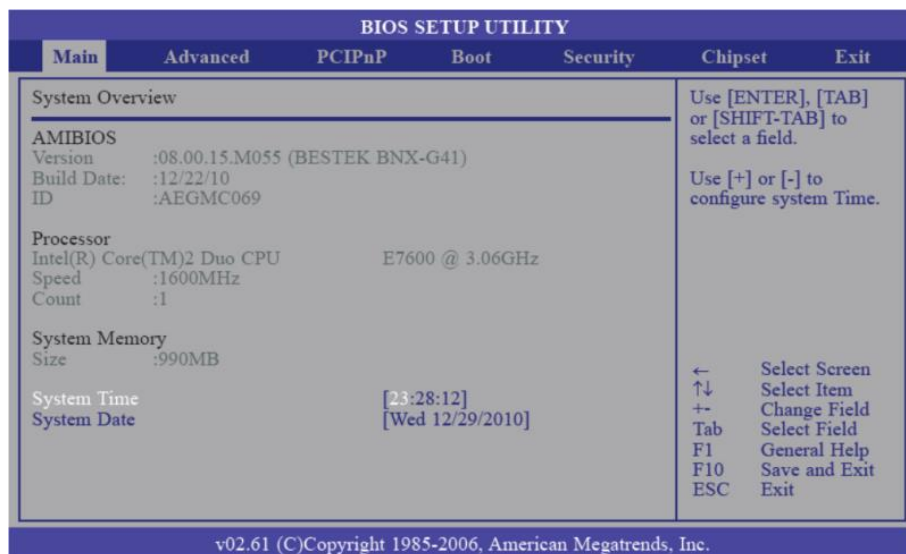 BIOS SETUP UTILITY
Main Advanced PCIPnP Boot Security Chipset Exit
System Overview
AMIBIOS
Version :08.00.15.M055 (BESTEK BNX-G41)
Build Date: :12/22/10
ID :AEGMC069
Processor
Intel(R) Core(TM)2 Duo CPU E7600 @ 3.06GHz
Speed :1600MHz
Count :1
System Memory
Size :990MB
System Time [23:28:12]
System Date [Wed 12/29/2010]
Use [ENTER], [TAB]
or [SHIFT-TAB] to
select a field.
Use [+] or [-] to
configure system Time.
← Select Screen
↑↓ Select Item
+- Change Field
Tab Select Field
F1 General Help
F10 Save and Exit
ESC Exit
v02.61 (C)Copyright 1985-2006, American Megatrends, Inc.